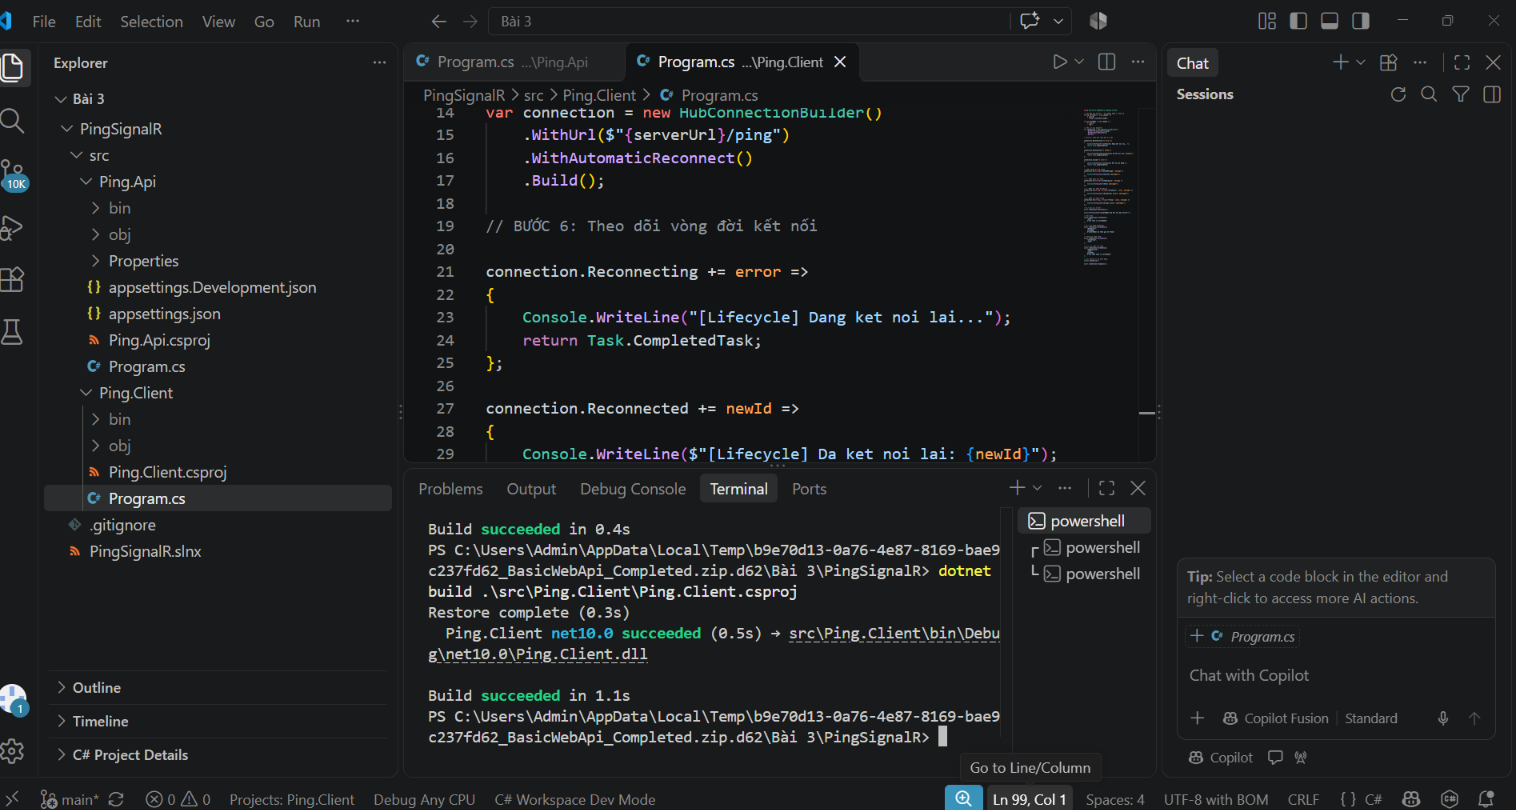 File Edit Selection View Go Run ··· Bài 3
Explorer ···
Bài 3
PingSignalR
src
Ping.Api
bin
obj
Properties
{} appsettings.Development.json
{} appsettings.json
Ping.Api.csproj
C# Program.cs
Ping.Client
bin
obj
Ping.Client.csproj
C# Program.cs
.gitignore
PingSignalR.slnx
Outline
Timeline
C# Project Details
10K
1
C# Program.cs ...\Ping.Api C# Program.cs ...\Ping.Client
PingSignalR > src > Ping.Client > C# Program.cs
14 var connection = new HubConnectionBuilder()
15 .WithUrl($"{serverUrl}/ping")
16 .WithAutomaticReconnect()
17 .Build();
18
19 // BƯỚC 6: Theo dõi vòng đời kết nối
20
21 connection.Reconnecting += error =>
22 {
23 Console.WriteLine("[Lifecycle] Dang ket noi lai...");
24 return Task.CompletedTask;
25 };
26
27 connection.Reconnected += newId =>
28 {
29 Console.WriteLine($"[Lifecycle] Da ket noi lai: {newId}");
Problems Output Debug Console Terminal Ports
Build succeeded in 0.4s
PS C:\Users\Admin\AppData\Local\Temp\b9e70d13-0a76-4e87-8169-bae9
c237fd62_BasicWebApi_Completed.zip.d62\Bài 3\PingSignalR> dotnet
build .\src\Ping.Client\Ping.Client.csproj
Restore complete (0.3s)
Ping.Client net10.0 succeeded (0.5s) → src\Ping.Client\bin\Debu
g\net10.0\Ping.Client.dll
Build succeeded in 1.1s
PS C:\Users\Admin\AppData\Local\Temp\b9e70d13-0a76-4e87-8169-bae9
c237fd62_BasicWebApi_Completed.zip.d62\Bài 3\PingSignalR>
powershell
powershell
powershell
Go to Line/Column
Chat
Sessions
Tip: Select a code block in the editor and
right-click to access more AI actions.
C# Program.cs
Chat with Copilot
Copilot Fusion Standard
Copilot
main* 0 0 Projects: Ping.Client Debug Any CPU C# Workspace Dev Mode Ln 99, Col 1 Spaces: 4 UTF-8 with BOM CRLF {} C#